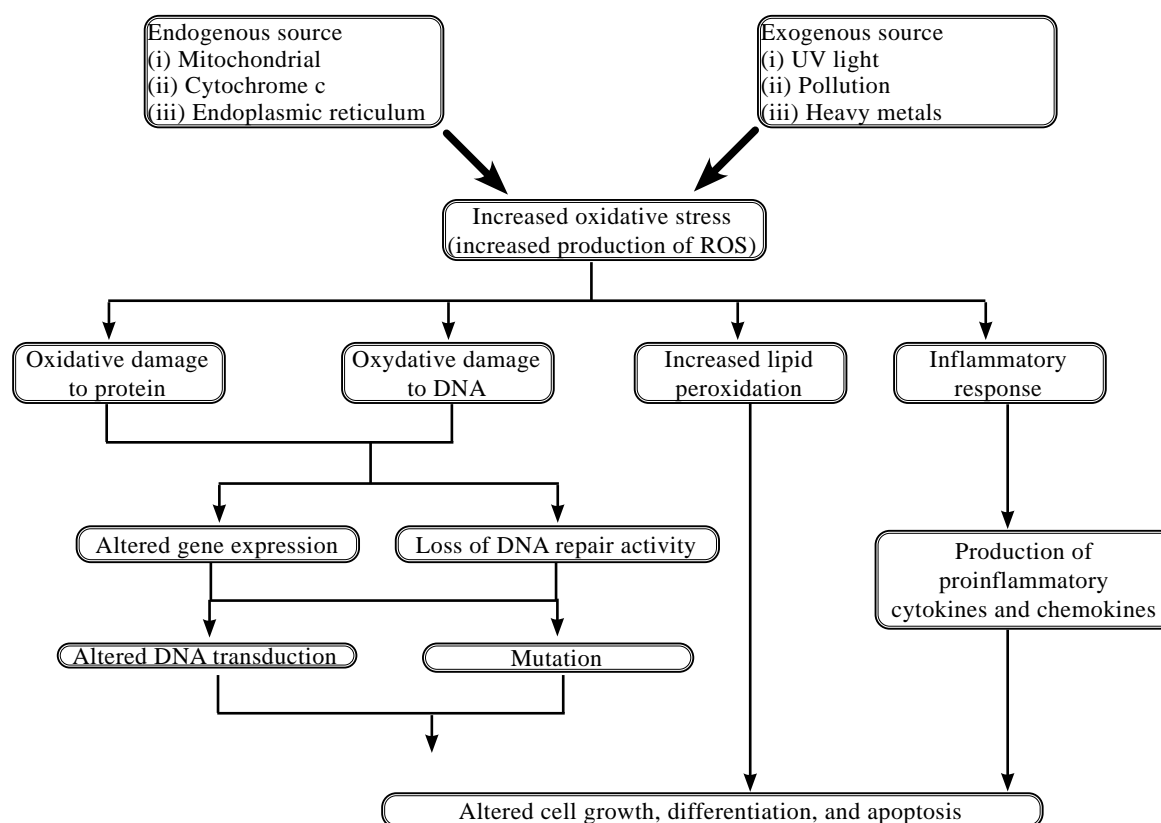 Endogenous source
(i) Mitochondrial
(ii) Cytochrome c
(iii) Endoplasmic reticulum
Exogenous source
(i) UV light
(ii) Pollution
(iii) Heavy metals
Increased oxidative stress
(increased production of ROS)
Oxidative damage
to protein
Oxydative damage
to DNA
Increased lipid
peroxidation
Inflammatory
response
Altered gene expression
Loss of DNA repair activity
Production of
proinflammatory
cytokines and chemokines
Altered DNA transduction
Mutation
Altered cell growth, differentiation, and apoptosis